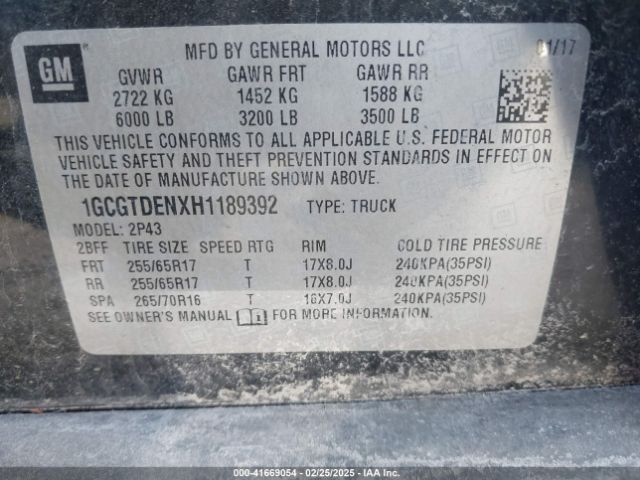 GM
MFD BY GENERAL MOTORS LLC 01/17
GVWR GAWR FRT GAWR RR
2722 KG 1452 KG 1588 KG
6000 LB 3200 LB 3500 LB
THIS VEHICLE CONFORMS TO ALL APPLICABLE U.S. FEDERAL MOTOR
VEHICLE SAFETY AND THEFT PREVENTION STANDARDS IN EFFECT ON
THE DATE OF MANUFACTURE SHOWN ABOVE.
1GCGTDENXH1189392 TYPE: TRUCK
MODEL: 2P43
2BFF TIRE SIZE SPEED RTG RIM COLD TIRE PRESSURE
FRT 255/65R17 T 17X8.0J 240KPA(35PSI)
RR 255/65R17 T 17X8.0J 240KPA(35PSI)
SPA 265/70R16 T 16X7.0J 240KPA(35PSI)
SEE OWNER'S MANUAL FOR MORE INFORMATION.
000-41669054 - 02/25/2025 - IAA Inc.